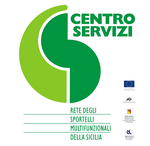 CENTRO
SERVIZI
RETE DEGLI
SPORTELLI
MULTIFUNZIONALI
DELLA SICILIA